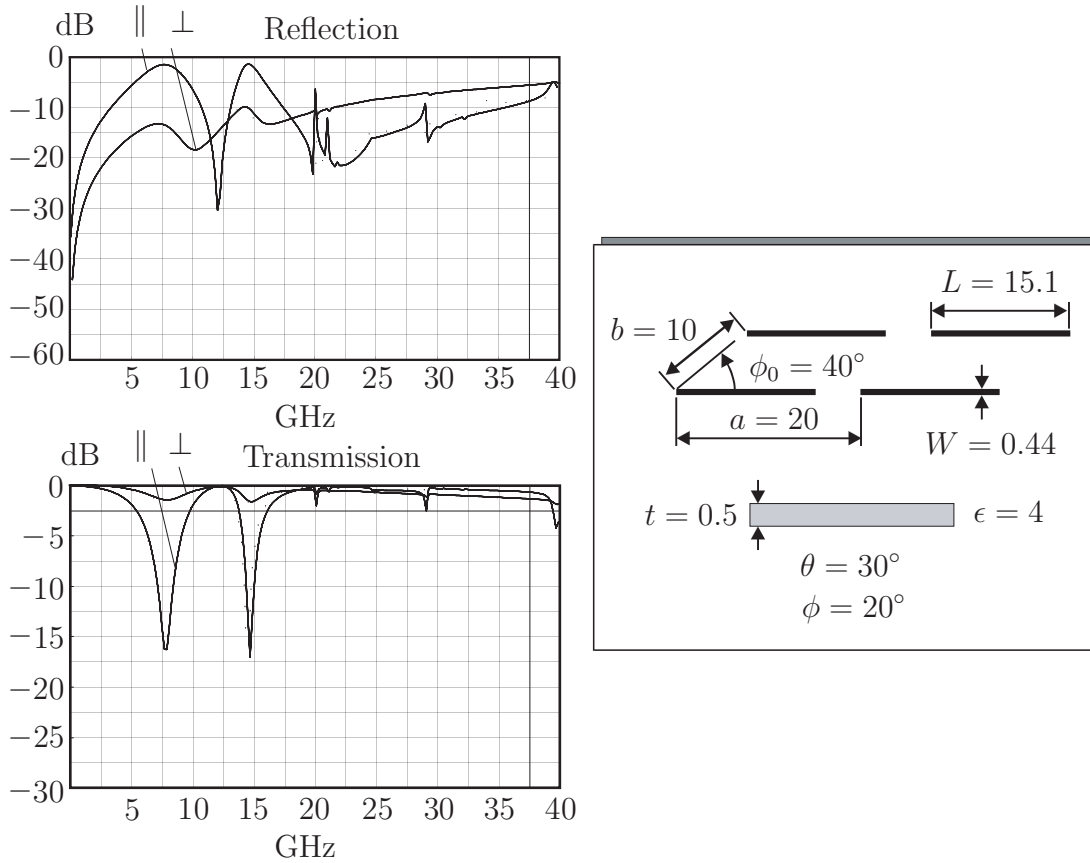 dB ∥ ⊥ Reflection
0
−10
−20
−30
−40
−50
−60
5 10 15 20 25 30 35 40
GHz
dB ∥ ⊥ Transmission
0
−5
−10
−15
−20
−25
−30
5 10 15 20 25 30 35 40
GHz
L = 15.1
b = 10
ϕ₀ = 40°
a = 20
W = 0.44
t = 0.5
ϵ = 4
θ = 30°
ϕ = 20°